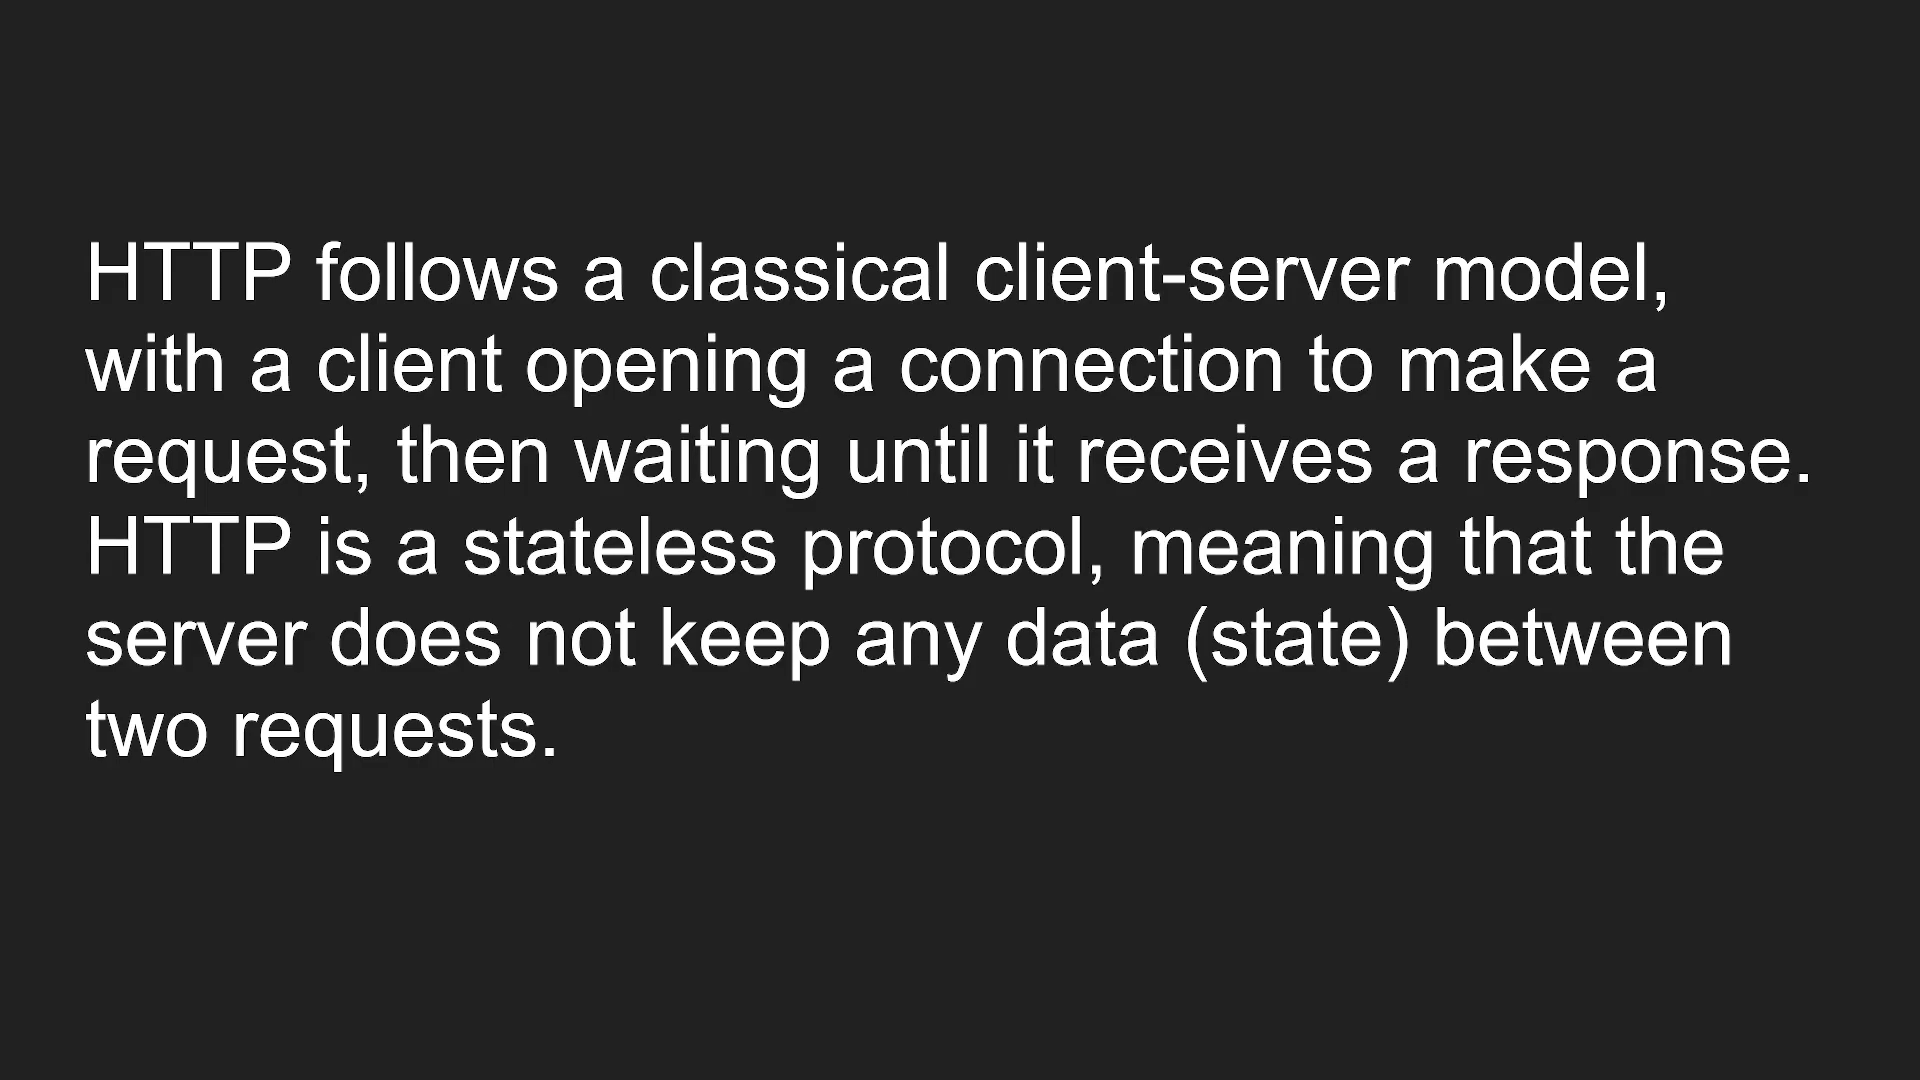 HTTP follows a classical client-server model,
with a client opening a connection to make a
request, then waiting until it receives a response.
HTTP is a stateless protocol, meaning that the
server does not keep any data (state) between
two requests.